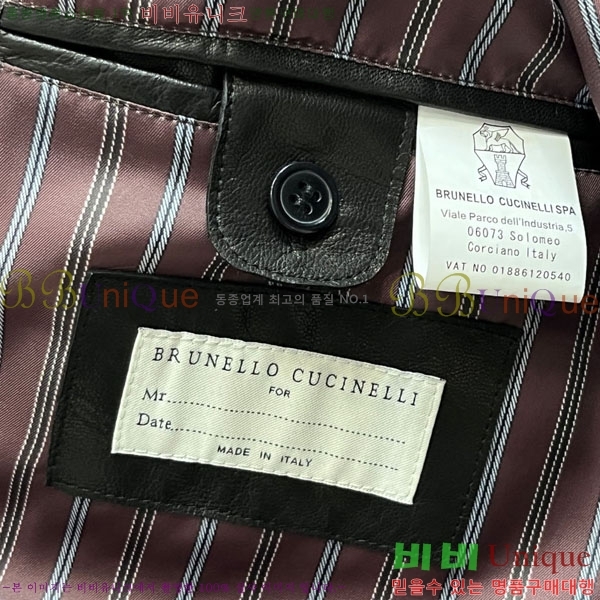 비비유니크
BRUNELLO CUCINELLI SPA
Viale Parco dell'Industria,5
06073 Solomeo
Corciano Italy
VAT NO 01886120540
BBUniQue
동종업계 최고의 품질 NO.1
BBUniQue
BRUNELLO CUCINELLI
FOR
Mr.
Date
MADE IN ITALY
비비 Unique
믿을수 있는 명품구매대행